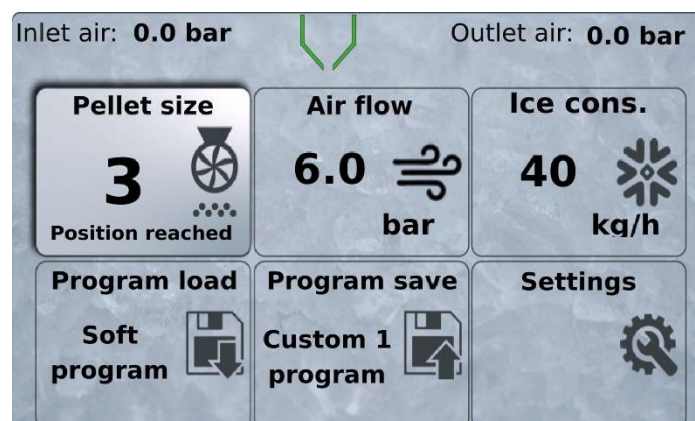 Inlet air: 0.0 bar
Outlet air: 0.0 bar
Pellet size
3
Position reached
Air flow
6.0
bar
Ice cons.
40
kg/h
Program load
Soft
program
Program save
Custom 1
program
Settings